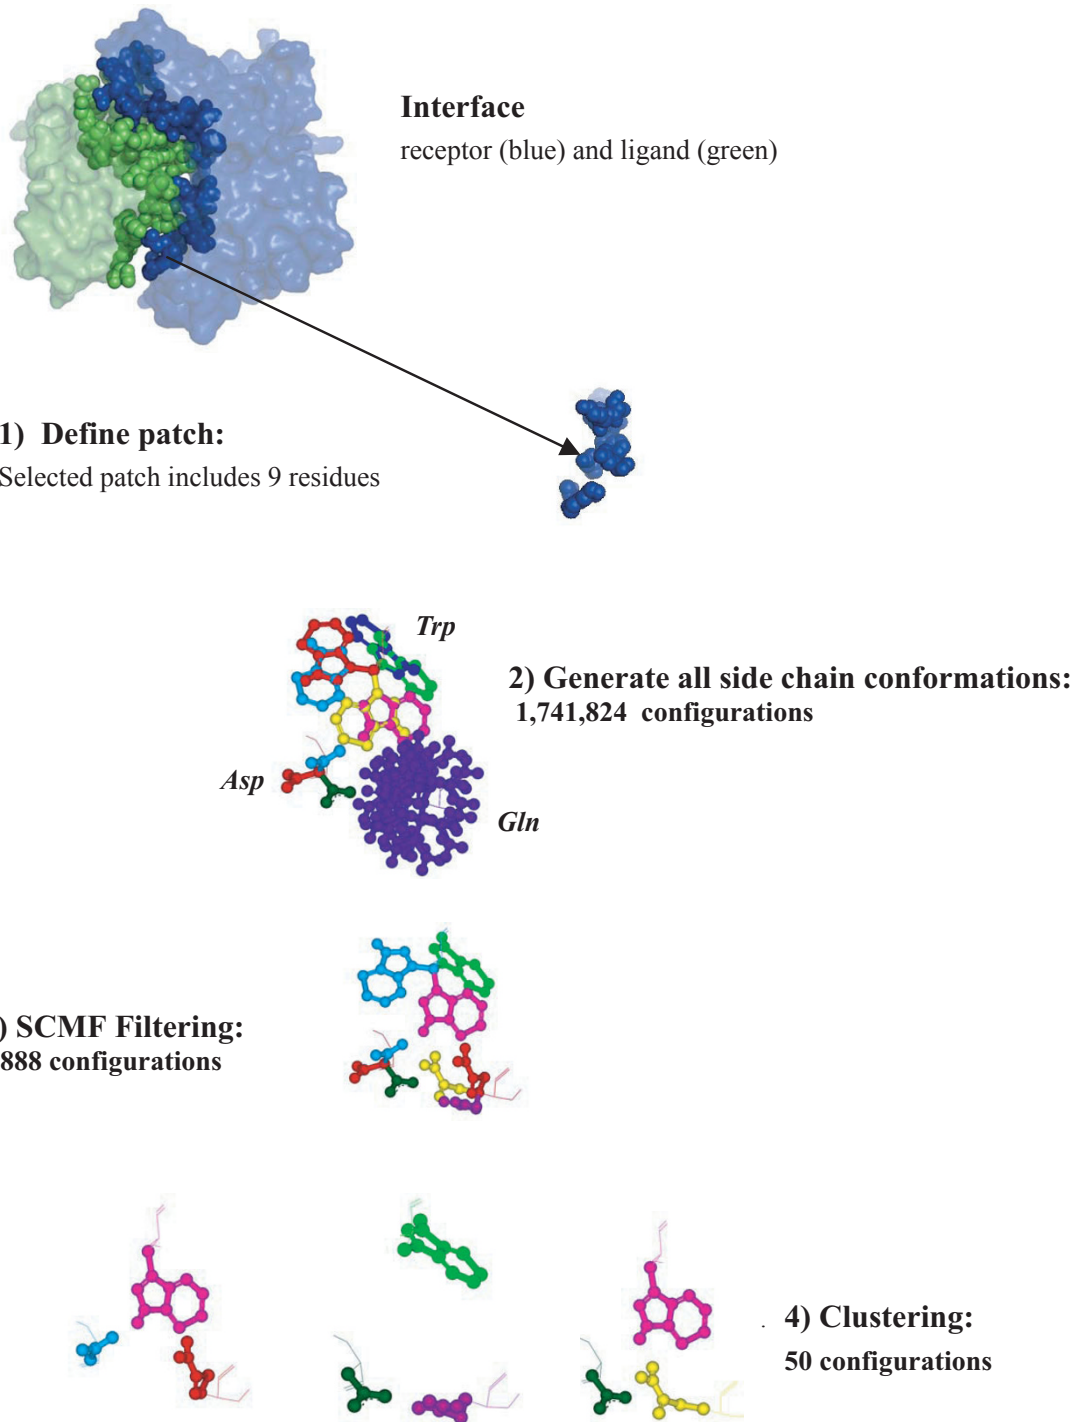 Interface
receptor (blue) and ligand (green)
1) Define patch:
Selected patch includes 9 residues
Trp
2) Generate all side chain conformations:
1,741,824 configurations
Asp
Gln
) SCMF Filtering:
888 configurations
. 4) Clustering:
50 configurations